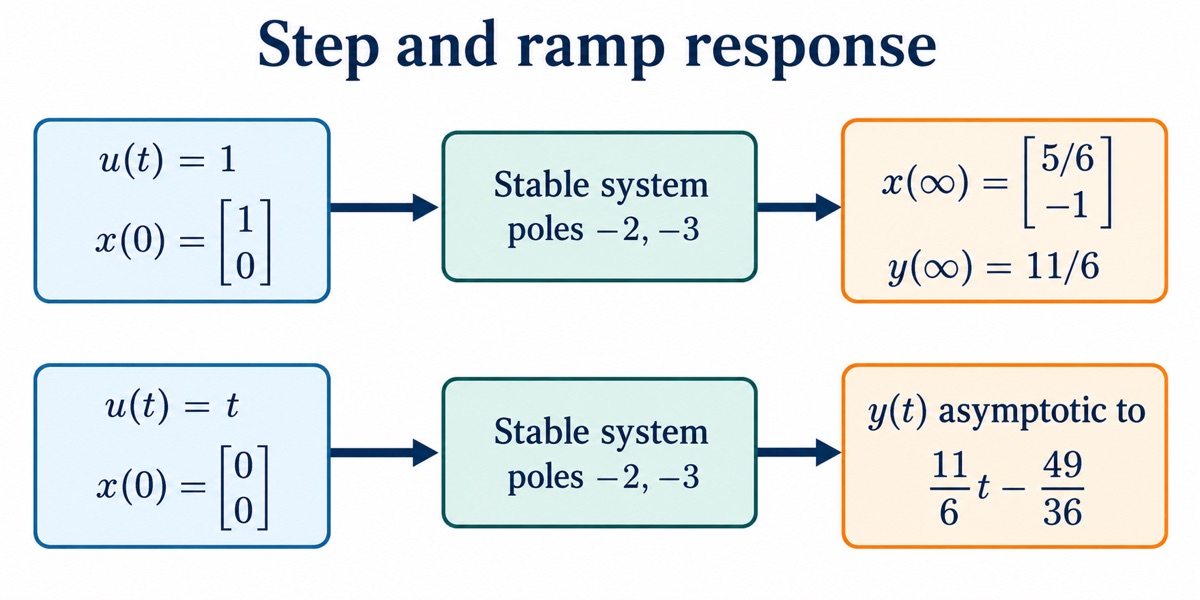 Step and ramp response
u(t) = 1
x(0) = [1 0]
Stable system
poles −2, −3
x(∞) = [5/6 −1]
y(∞) = 11/6
u(t) = t
x(0) = [0 0]
Stable system
poles −2, −3
y(t) asymptotic to
11/6 t − 49/36